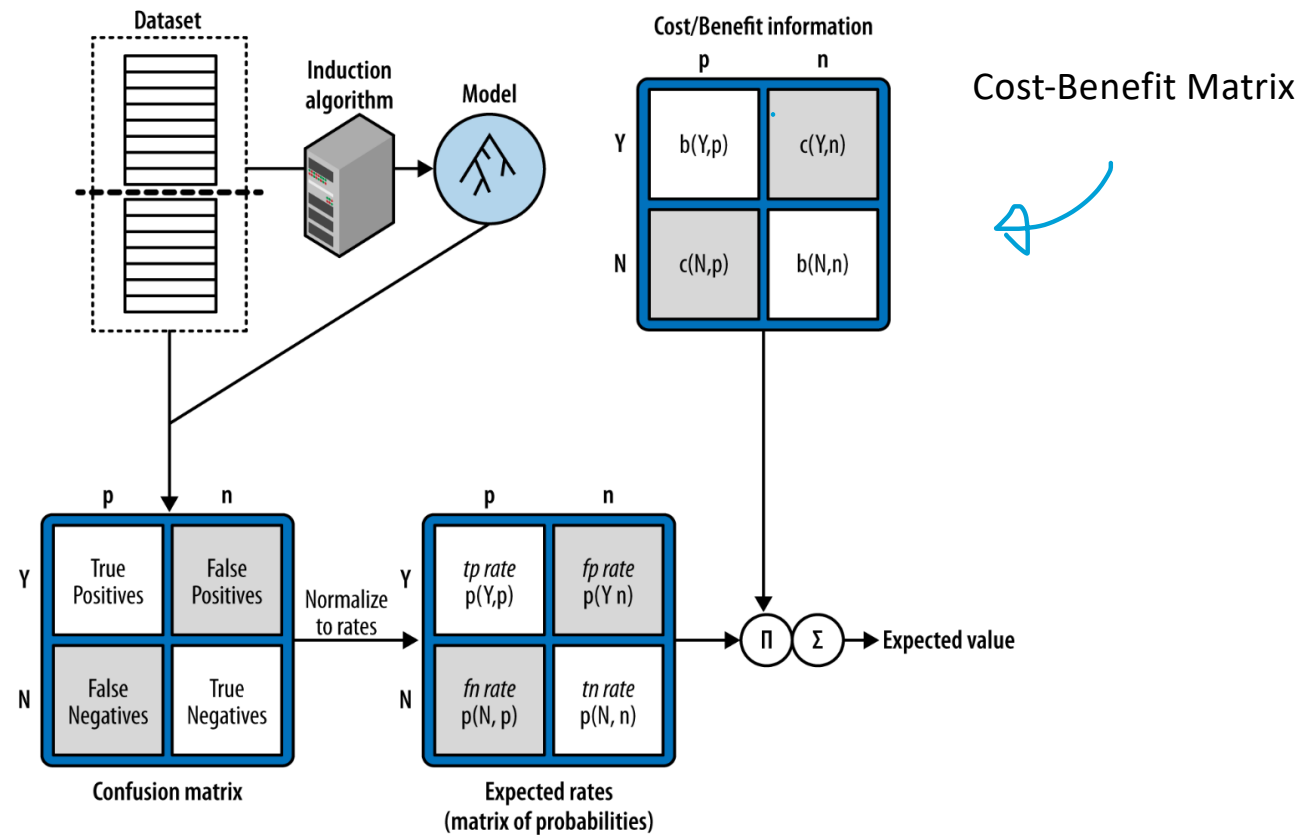 Dataset
Induction
algorithm
Model
Cost/Benefit information
p n
Y b(Y,p) c(Y,n)
N c(N,p) b(N,n)
Cost-Benefit Matrix
p n
Y
True
Positives
False
Positives
N
False
Negatives
True
Negatives
Confusion matrix
Normalize
to rates
p n
Y
tp rate
p(Y,p)
fp rate
p(Y n)
N
fn rate
p(N, p)
tn rate
p(N, n)
Expected rates
(matrix of probabilities)
Π Σ Expected value